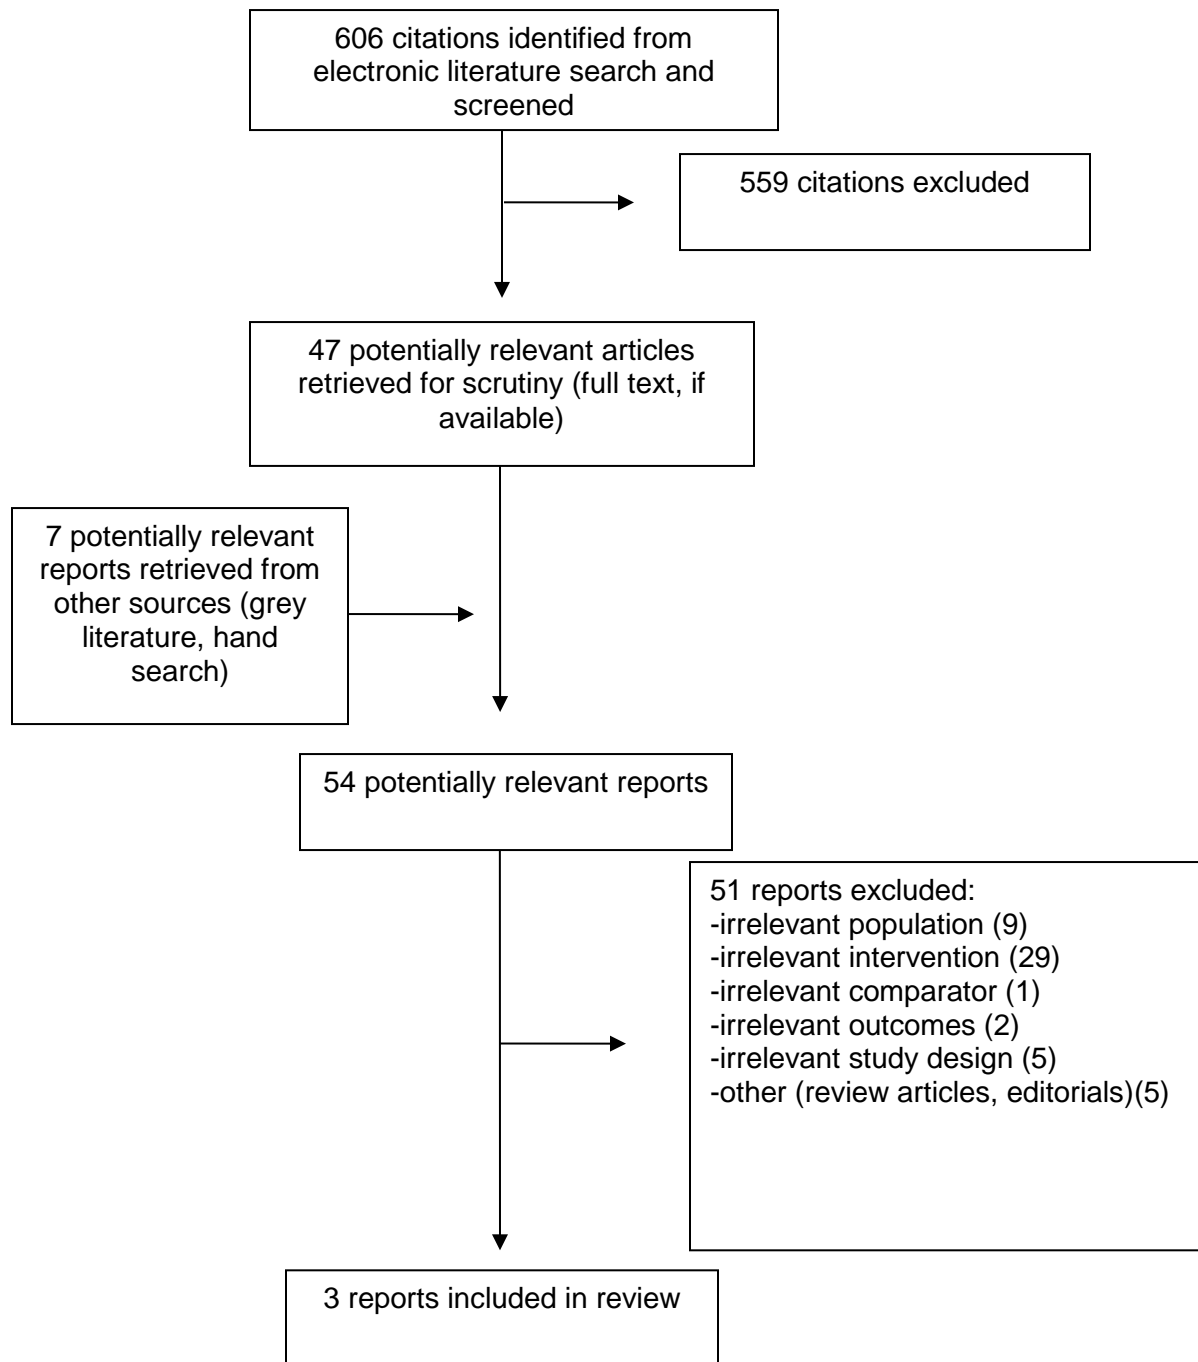 606 citations identified from
electronic literature search and
screened
559 citations excluded
47 potentially relevant articles
retrieved for scrutiny (full text, if
available)
7 potentially relevant
reports retrieved from
other sources (grey
literature, hand
search)
54 potentially relevant reports
51 reports excluded:
-irrelevant population (9)
-irrelevant intervention (29)
-irrelevant comparator (1)
-irrelevant outcomes (2)
-irrelevant study design (5)
-other (review articles, editorials)(5)
3 reports included in review